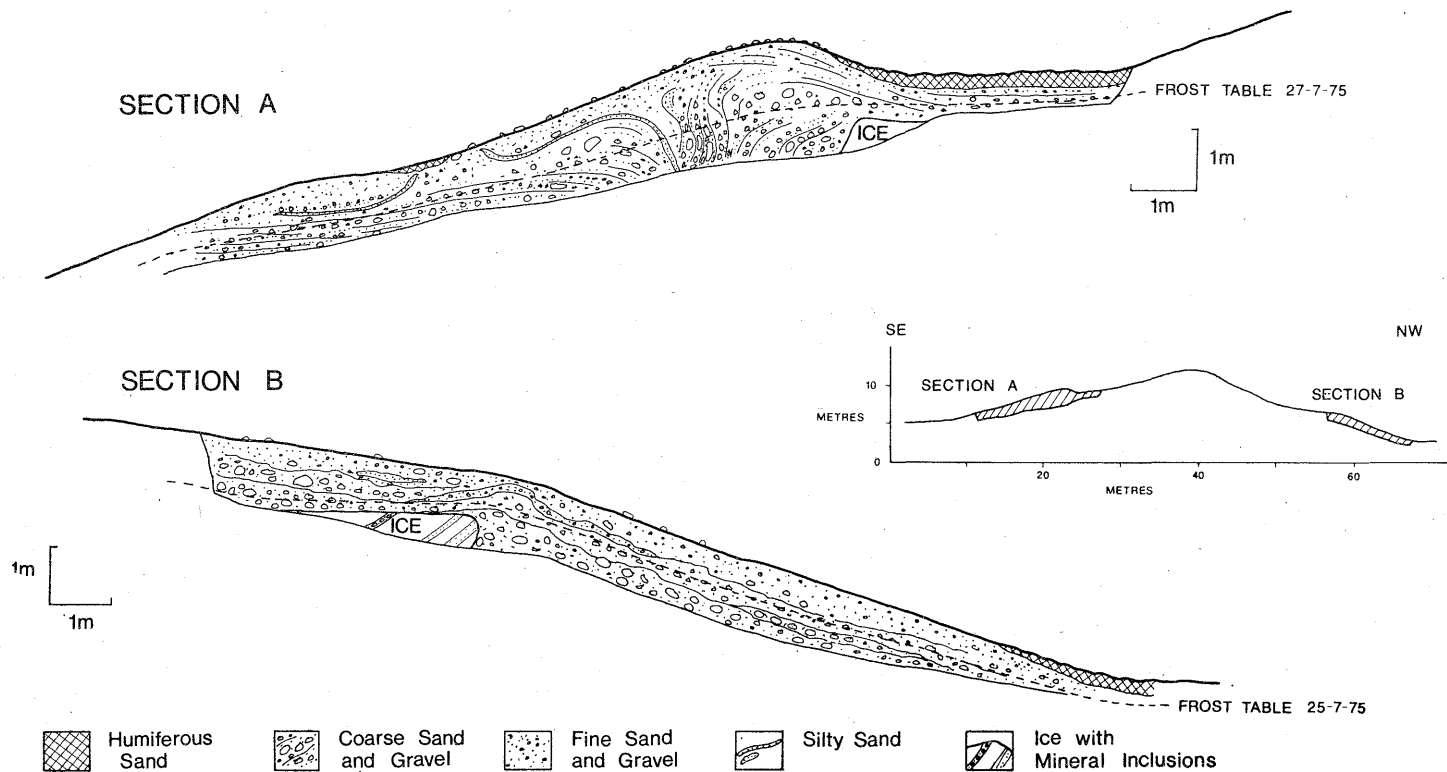 SECTION A
FROST TABLE 27-7-75
ICE
1m
1m
SE
NW
SECTION B
10
SECTION A
SECTION B
METRES
0
20
40
60
METRES
ICE
1m
1m
FROST TABLE 25-7-75
Humiferous
Sand
Coarse Sand
and Gravel
Fine Sand
and Gravel
Silty Sand
Ice with
Mineral Inclusions